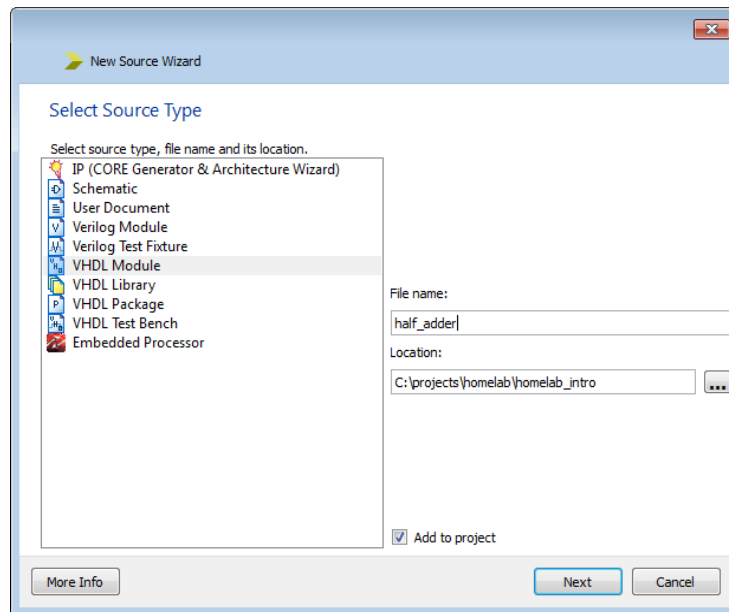 New Source Wizard
Select Source Type
Select source type, file name and its location.
IP (CORE Generator & Architecture Wizard)
Schematic
User Document
Verilog Module
Verilog Test Fixture
VHDL Module
VHDL Library
VHDL Package
VHDL Test Bench
Embedded Processor
File name:
half_adder
Location:
C:\projects\homelab\homelab_intro
...
Add to project
More Info
Next
Cancel